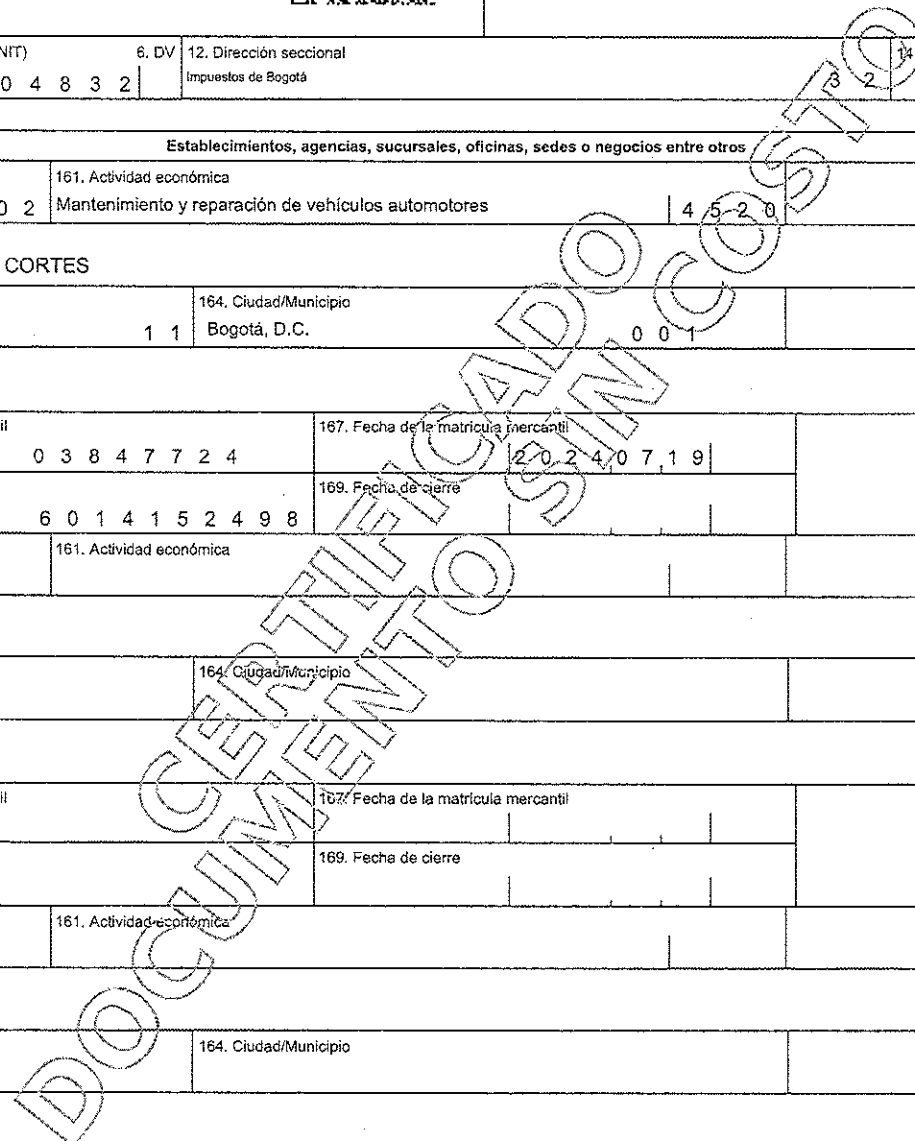 NIT) 6. DV 12. Dirección seccional 14
0 4 8 3 2 Impuestos de Bogotá 3 2
Establecimientos, agencias, sucursales, oficinas, sedes o negocios entre otros
161. Actividad económica
0 2 Mantenimiento y reparación de vehículos automotores 4 5 2 0
CORTES
164. Ciudad/Municipio
1 1 Bogotá, D.C. 0 0 1
il 167. Fecha de la matrícula mercantil
0 3 8 4 7 7 2 4 2 0 2 4 0 7 1 9
169. Fecha de cierre
6 0 1 4 1 5 2 4 9 8
161. Actividad económica
164. Ciudad/Municipio
il 167. Fecha de la matrícula mercantil
169. Fecha de cierre
161. Actividad económica
164. Ciudad/Municipio
CERTIFICADO
DOCUMENTO SIN COSTO